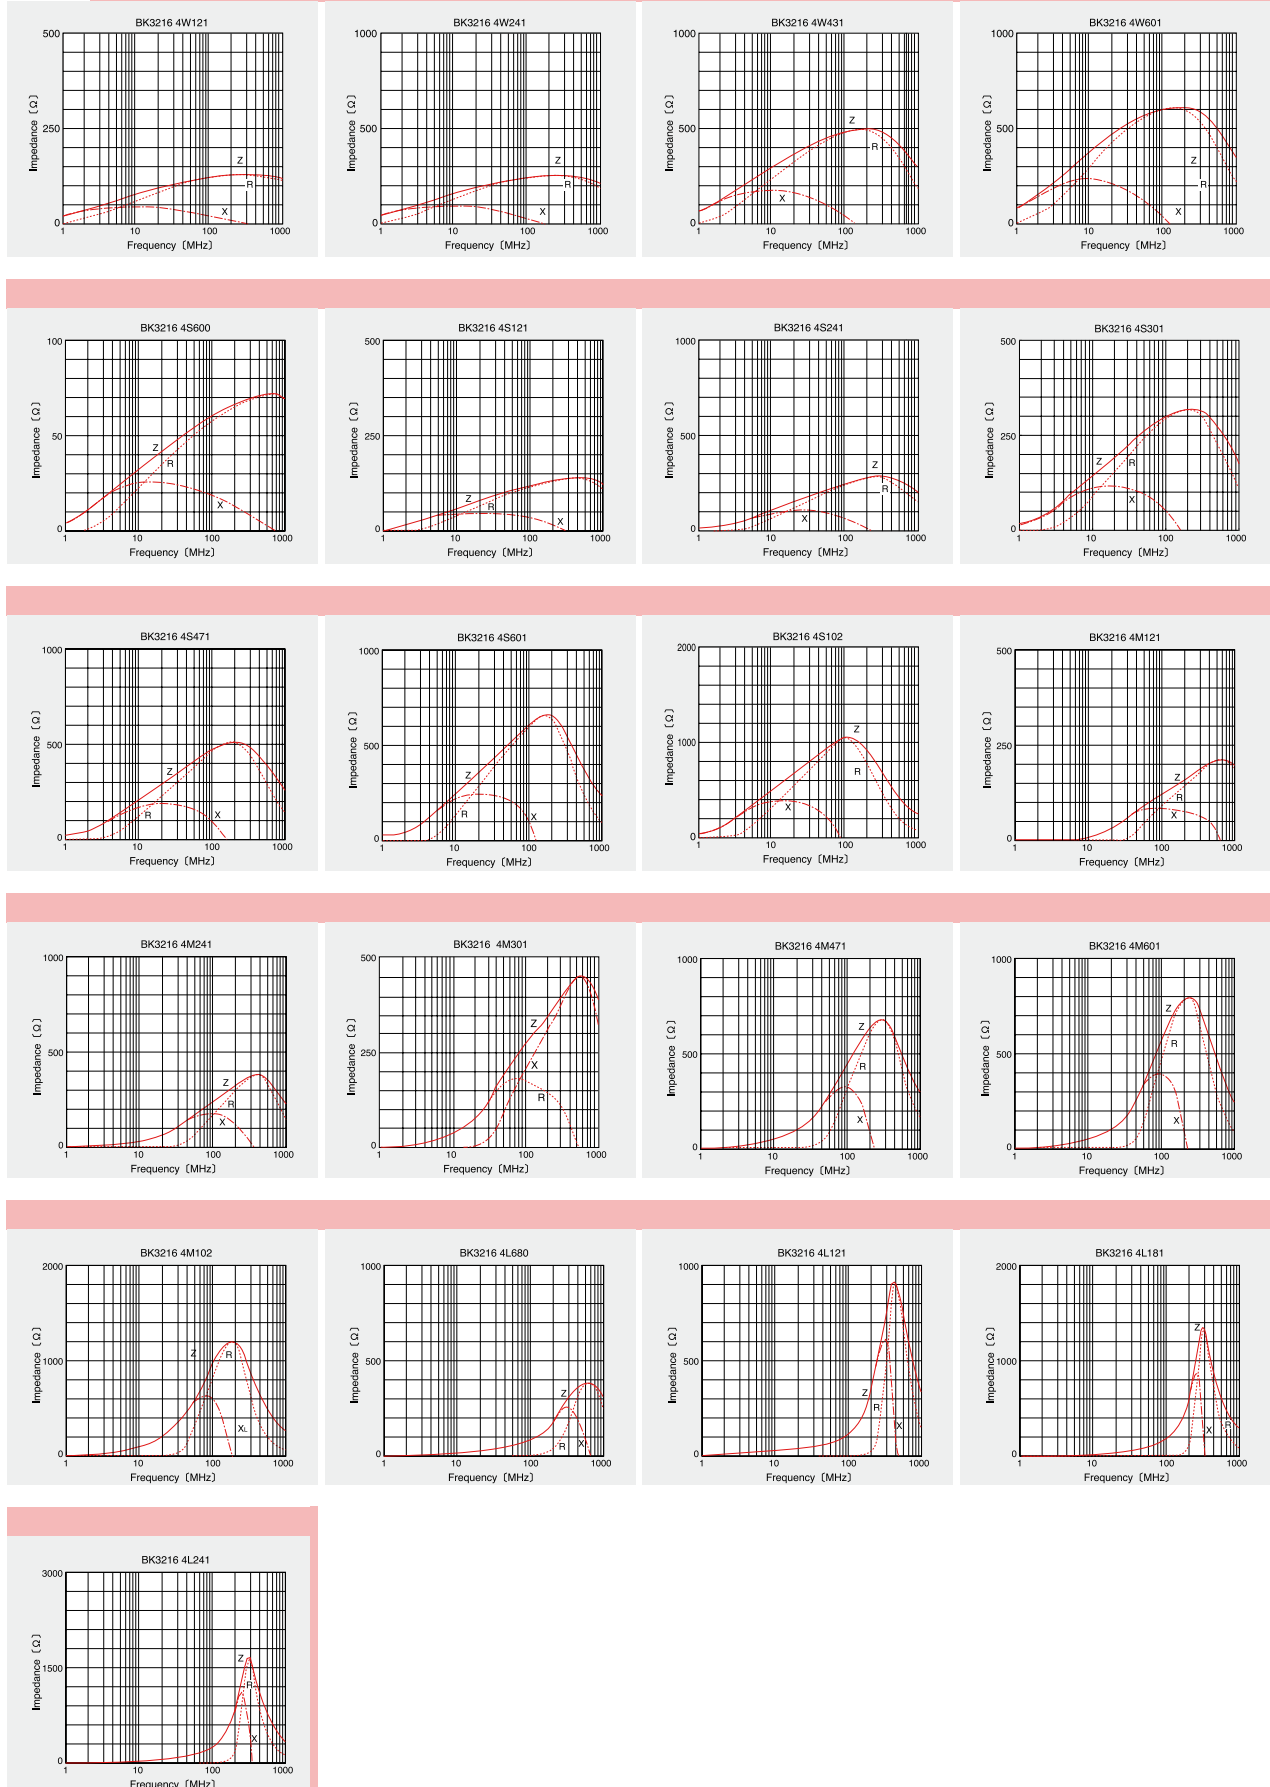 BK3216 4W121
500
250
0
Impedance〔Ω〕
Z
R
X
1
10
100
1000
Frequency〔MHz〕
BK3216 4W241
1000
500
0
Impedance〔Ω〕
Z
R
X
1
10
100
1000
Frequency〔MHz〕
BK3216 4W431
1000
500
0
Impedance〔Ω〕
Z
R
X
1
10
100
1000
Frequency〔MHz〕
BK3216 4W601
1000
500
0
Impedance〔Ω〕
Z
R
X
1
10
100
1000
Frequency〔MHz〕
BK3216 4S600
100
50
0
Impedance〔Ω〕
Z
R
X
1
10
100
1000
Frequency〔MHz〕
BK3216 4S121
500
250
0
Impedance〔Ω〕
Z
R
X
1
10
100
1000
Frequency〔MHz〕
BK3216 4S241
1000
500
0
Impedance〔Ω〕
Z
R
X
1
10
100
1000
Frequency〔MHz〕
BK3216 4S301
500
250
0
Impedance〔Ω〕
Z
R
X
1
10
100
1000
Frequency〔MHz〕
BK3216 4S471
1000
500
0
Impedance〔Ω〕
Z
R
X
1
10
100
1000
Frequency〔MHz〕
BK3216 4S601
1000
500
0
Impedance〔Ω〕
Z
R
X
1
10
100
1000
Frequency〔MHz〕
BK3216 4S102
2000
1000
0
Impedance〔Ω〕
Z
R
X
1
10
100
1000
Frequency〔MHz〕
BK3216 4M121
500
250
0
Impedance〔Ω〕
Z
R
X
1
10
100
1000
Frequency〔MHz〕
BK3216 4M241
1000
500
0
Impedance〔Ω〕
Z
R
X
1
10
100
1000
Frequency〔MHz〕
BK3216 4M301
500
250
0
Impedance〔Ω〕
Z
X
R
1
10
100
1000
Frequency〔MHz〕
BK3216 4M471
1000
500
0
Impedance〔Ω〕
Z
R
X
1
10
100
1000
Frequency〔MHz〕
BK3216 4M601
1000
500
0
Impedance〔Ω〕
Z
R
X
1
10
100
1000
Frequency〔MHz〕
BK3216 4M102
2000
1000
0
Impedance〔Ω〕
Z
R
XL
1
10
100
1000
Frequency〔MHz〕
BK3216 4L680
1000
500
0
Impedance〔Ω〕
Z
R
X
1
10
100
1000
Frequency〔MHz〕
BK3216 4L121
1000
500
0
Impedance〔Ω〕
Z
R
X
1
10
100
1000
Frequency〔MHz〕
BK3216 4L181
2000
1000
0
Impedance〔Ω〕
Z
R
X
1
10
100
1000
Frequency〔MHz〕
BK3216 4L241
3000
1500
0
Impedance〔Ω〕
Z
R
X
1
10
100
1000
Frequency〔MHz〕